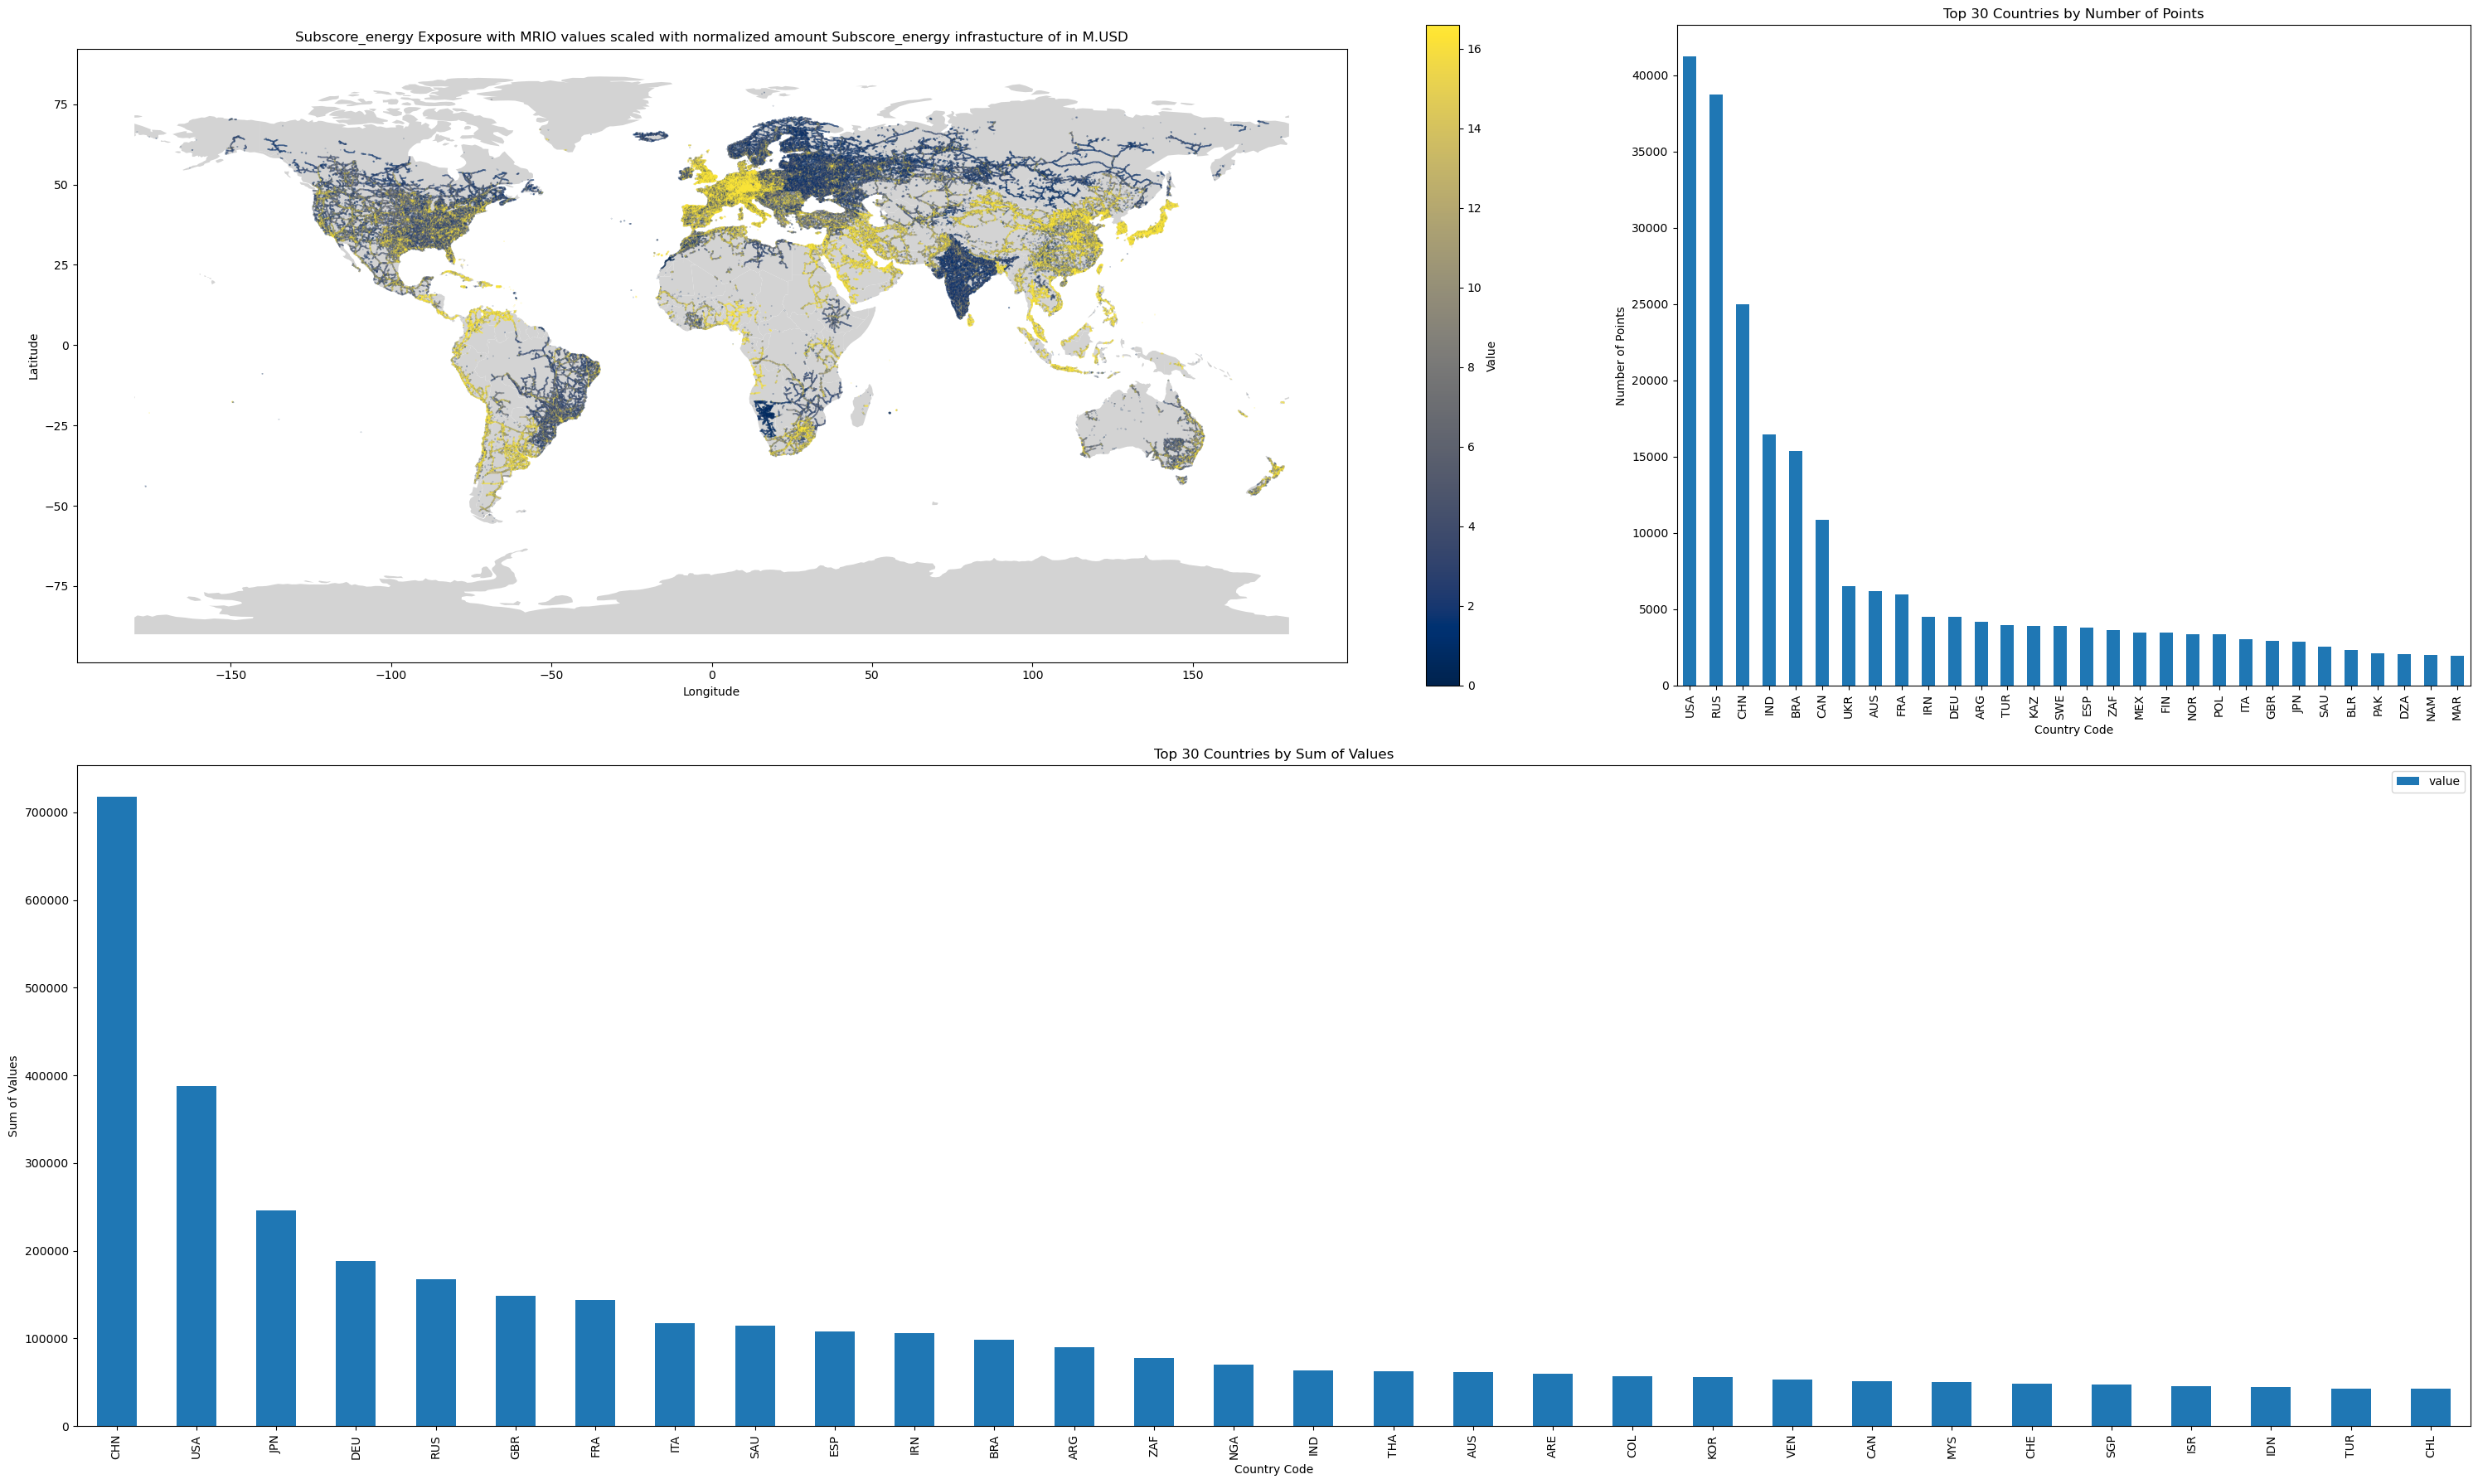 Subscore_energy Exposure with MRIO values scaled with normalized amount Subscore_energy infrastucture of in M.USD
Latitude
75
50
25
0
−25
−50
−75
−150
−100
−50
0
50
100
150
Longitude
16
14
12
10
8
6
4
2
0
Value
Top 30 Countries by Number of Points
Number of Points
40000
35000
30000
25000
20000
15000
10000
5000
0
USA
RUS
CHN
IND
BRA
CAN
UKR
AUS
FRA
IRN
DEU
ARG
TUR
KAZ
SWE
ESP
ZAF
MEX
FIN
NOR
POL
ITA
GBR
JPN
SAU
BLR
PAK
DZA
NAM
MAR
Country Code
Top 30 Countries by Sum of Values
value
Sum of Values
700000
600000
500000
400000
300000
200000
100000
0
CHN
USA
JPN
DEU
RUS
GBR
FRA
ITA
SAU
ESP
IRN
BRA
ARG
ZAF
NGA
IND
THA
AUS
ARE
COL
KOR
VEN
CAN
MYS
CHE
SGP
ISR
IDN
TUR
CHL
Country Code